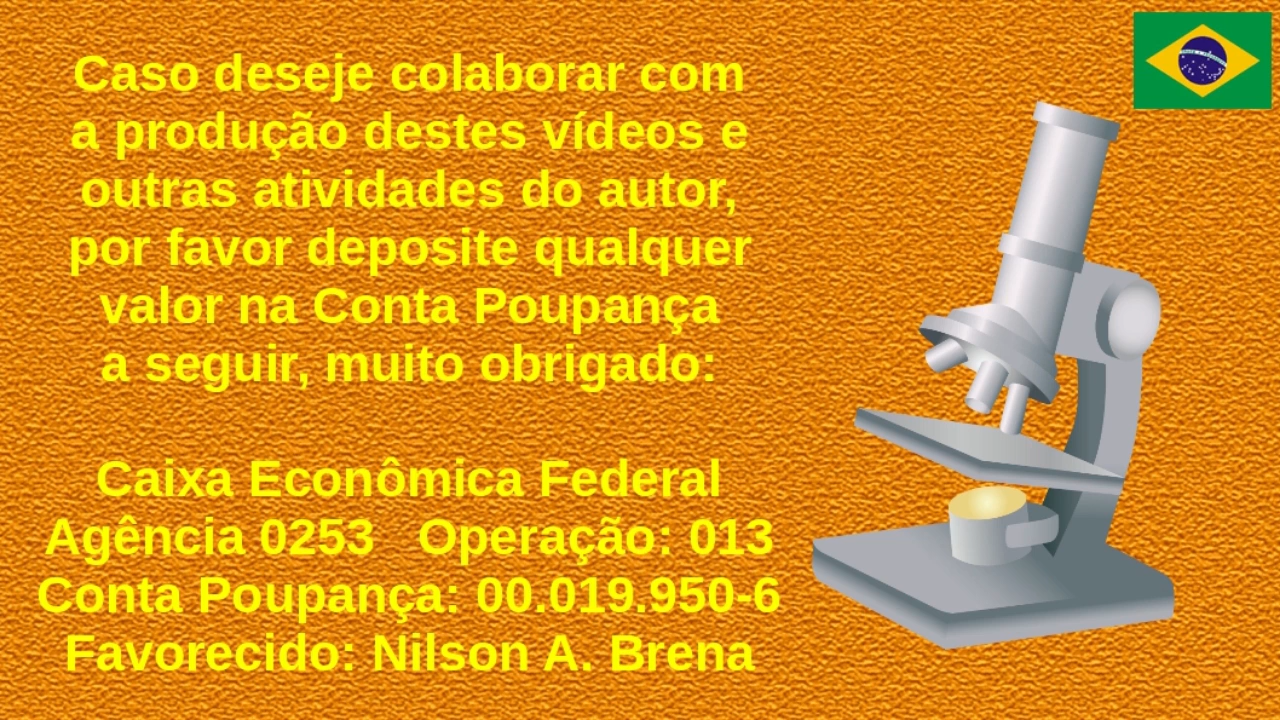 Caso deseje colaborar com
a produção destes vídeos e
outras atividades do autor,
por favor deposite qualquer
valor na Conta Poupança
a seguir, muito obrigado:
Caixa Econômica Federal
Agência 0253   Operação: 013
Conta Poupança: 00.019.950-6
Favorecido: Nilson A. Brena